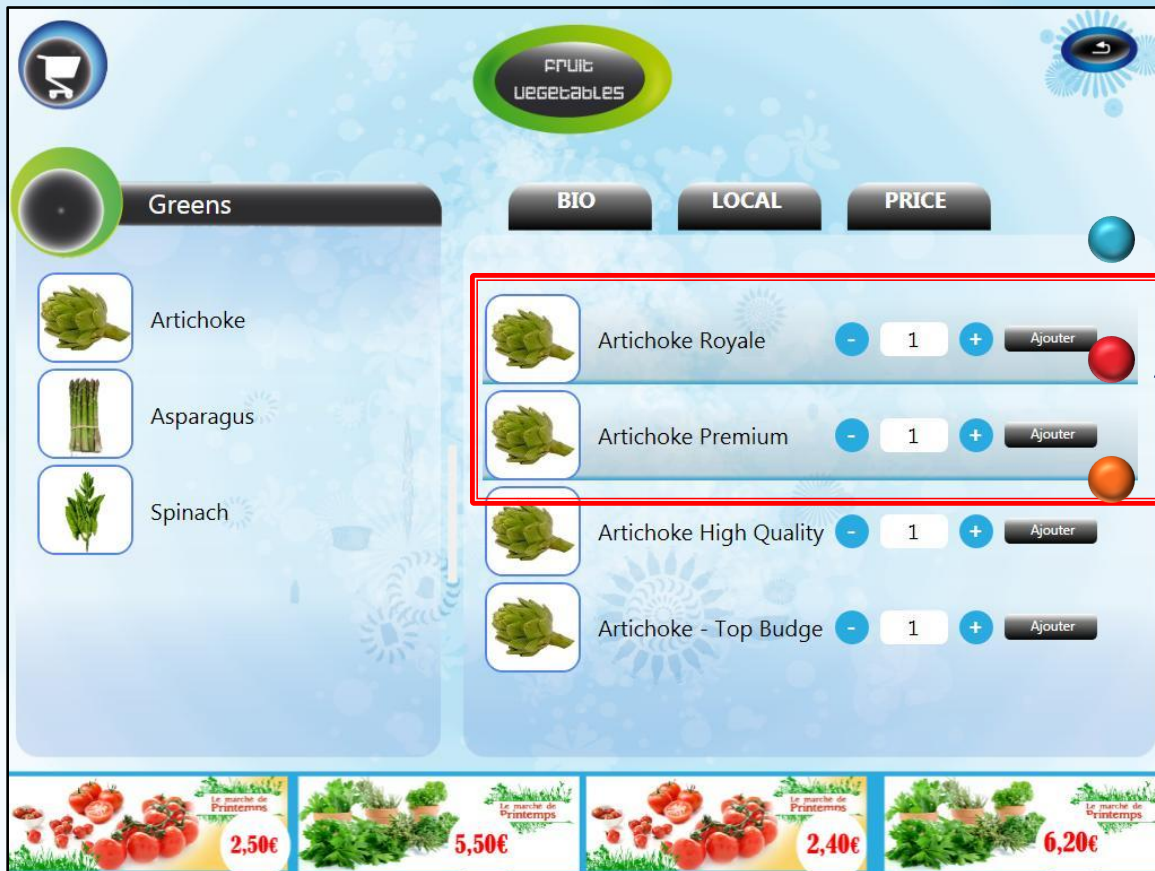 FRUIT
VEGETABLES
Greens
BIO
LOCAL
PRICE
Artichoke
Asparagus
Spinach
Artichoke Royale - 1 + Ajouter
Artichoke Premium - 1 + Ajouter
Artichoke High Quality - 1 + Ajouter
Artichoke - Top Budge - 1 + Ajouter
Le marché de
Printemps
2,50€
Le marché de
Printemps
5,50€
Le marché de
Printemps
2,40€
Le marché de
Printemps
6,20€